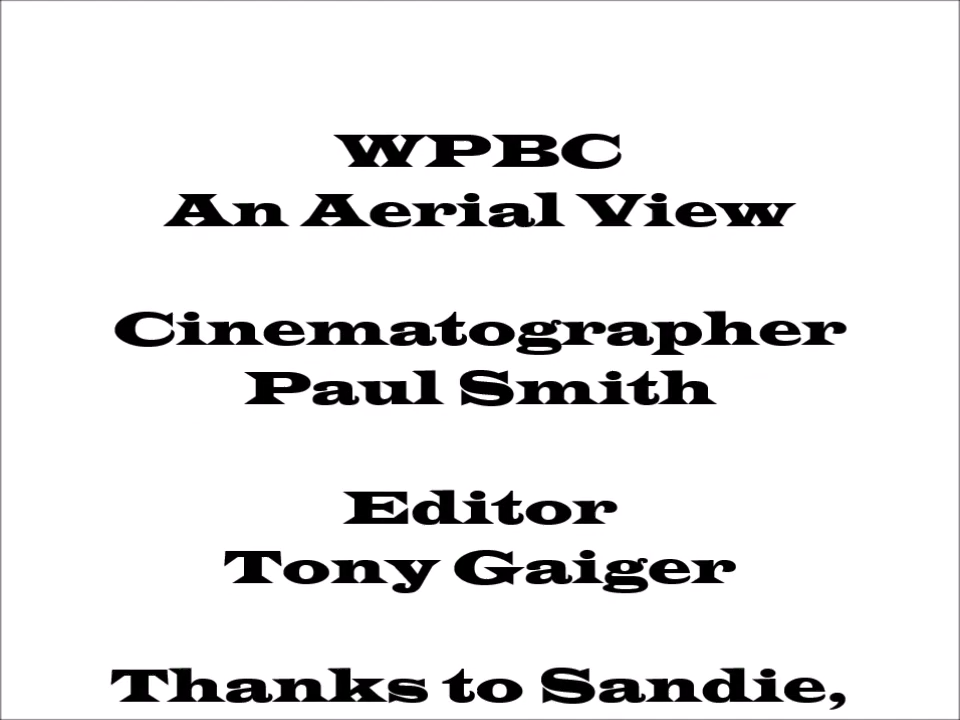 WPBC
An Aerial View
Cinematographer
Paul Smith
Editor
Tony Gaiger
Thanks to Sandie,